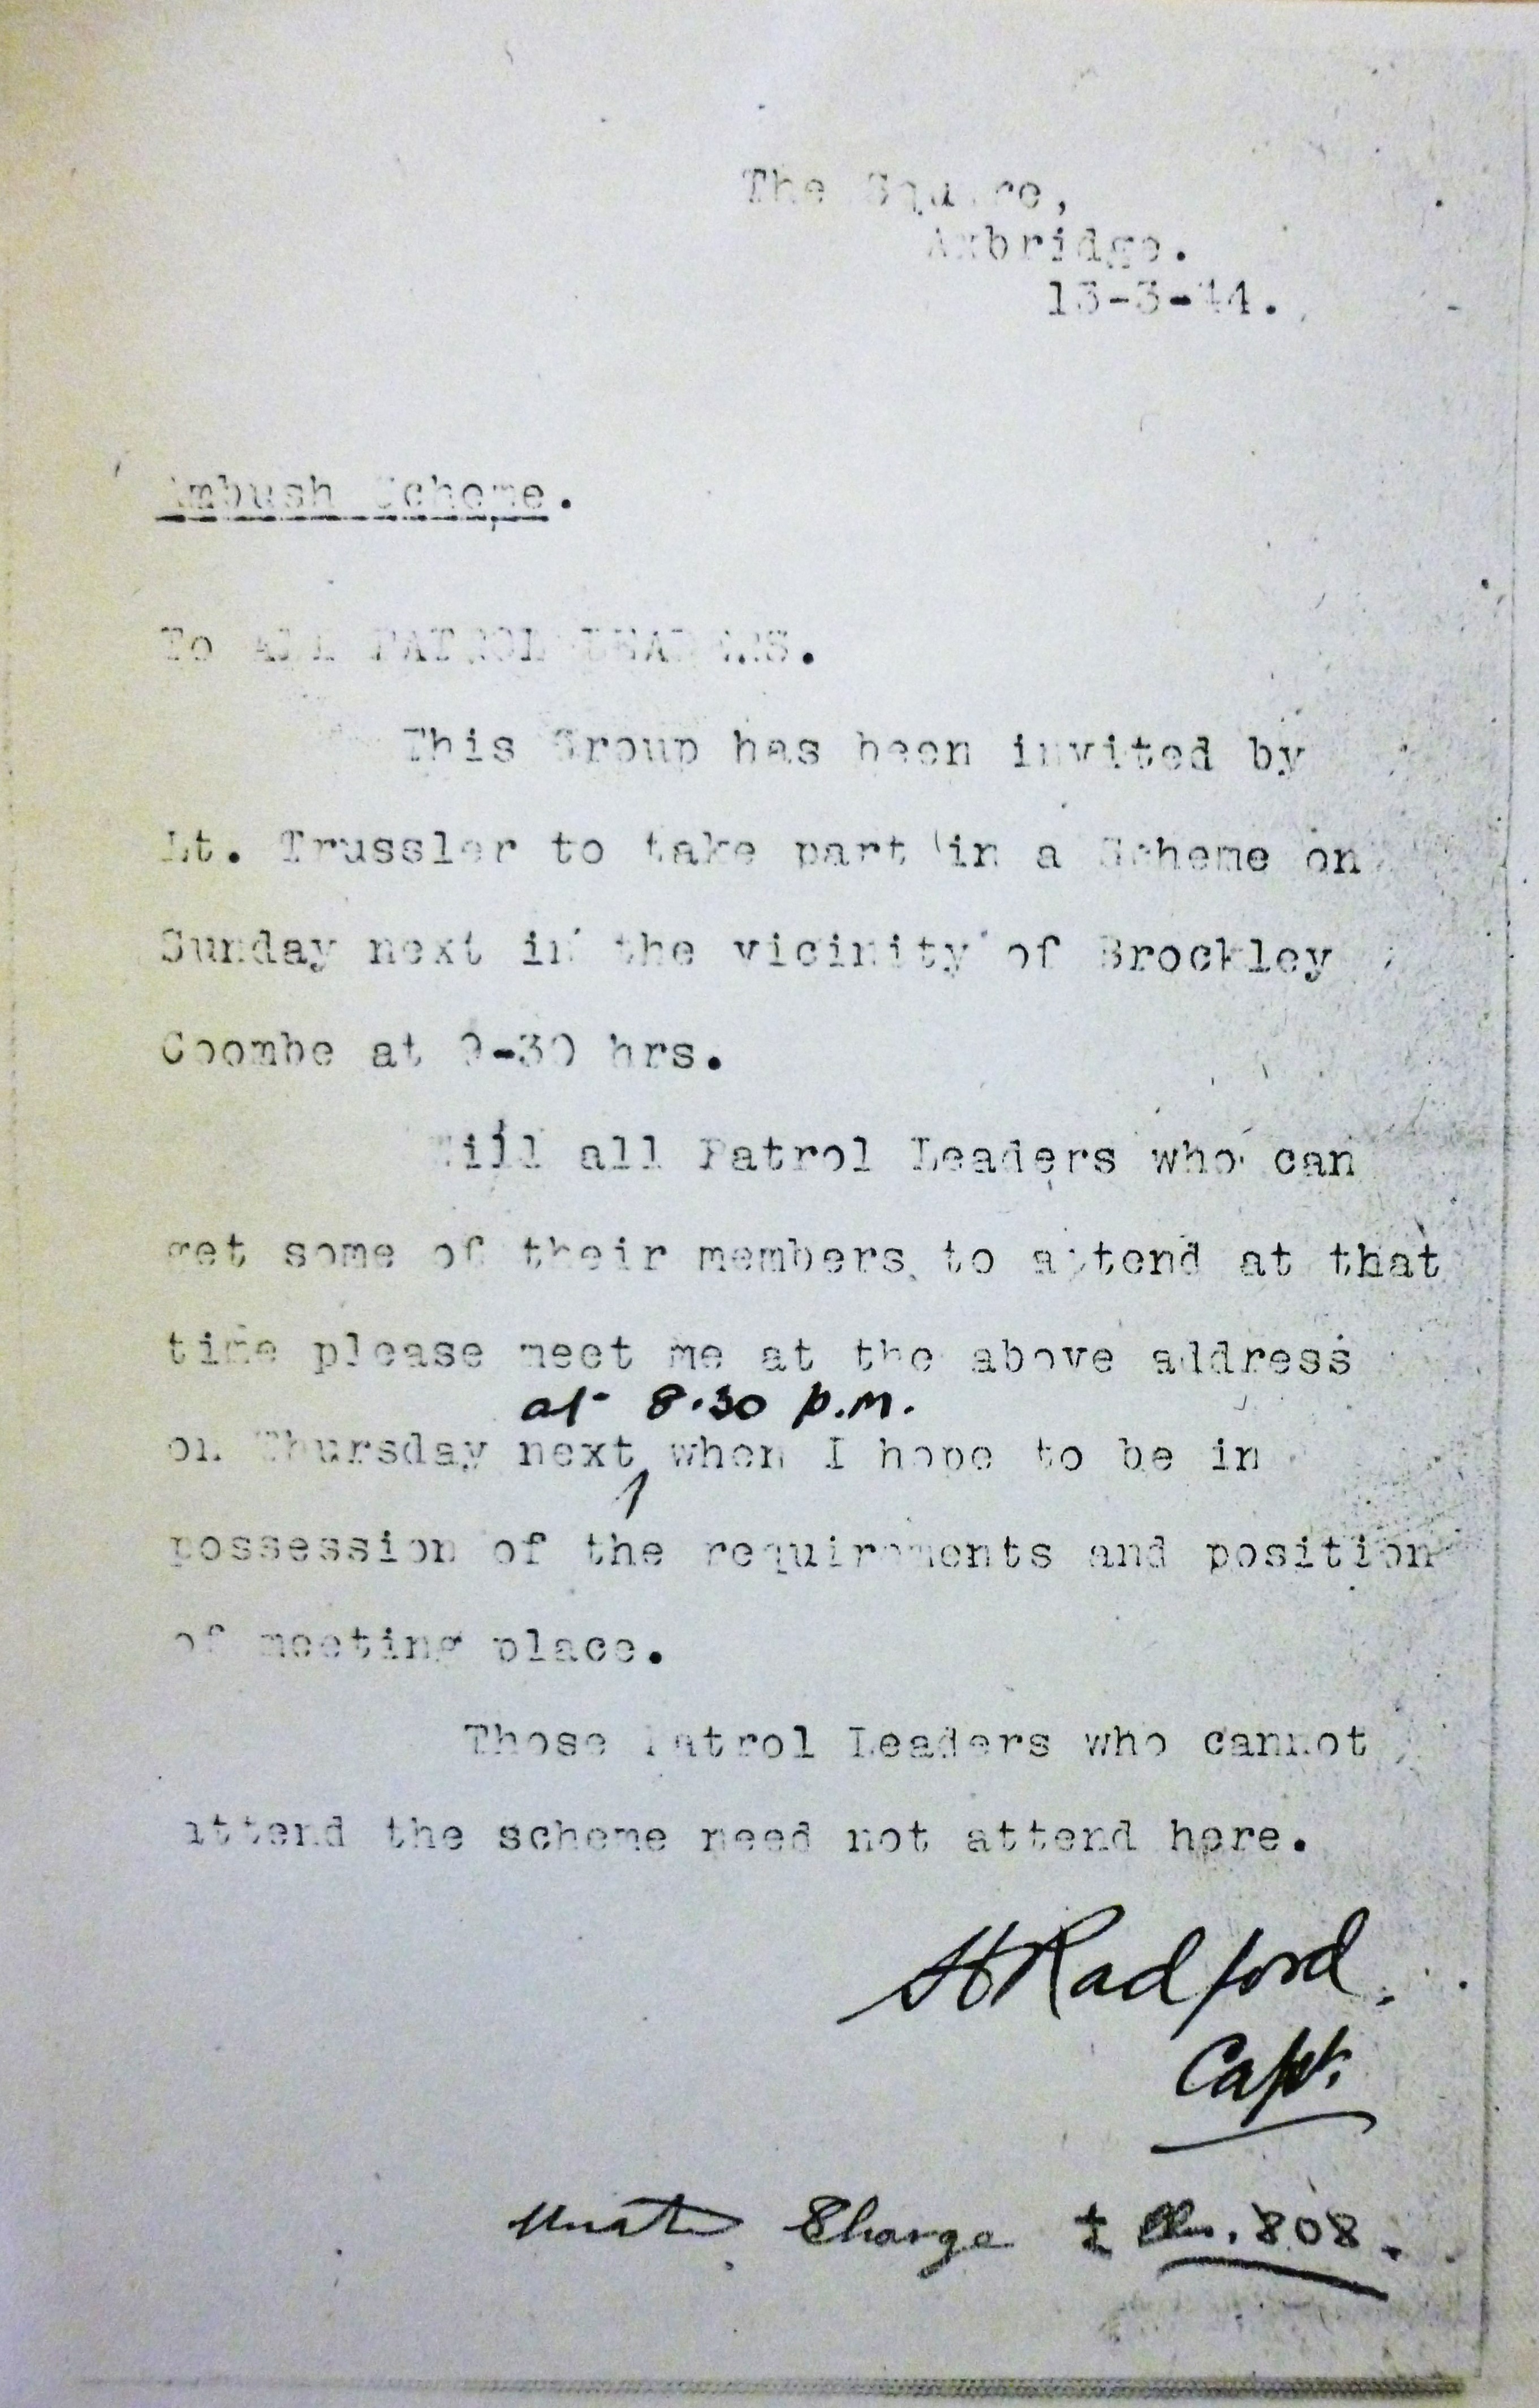 The Square,
Axbridge.
13-3-44.
Ambush Scheme.
To ALL PATROL LEADERS.
This Group has been invited by
Lt. Trussler to take part in a Scheme on
Sunday next in the vicinity of Brockley
Coombe at 9-30 hrs.
Will all Patrol Leaders who can
get some of their members to attend at that
time please meet me at the above address
at 8.30 p.m.
on Thursday next when I hope to be in
possession of the requirements and position
of meeting place.
Those Patrol Leaders who cannot
attend the scheme need not attend here.
H Radford.
Capt.
Charge 808.